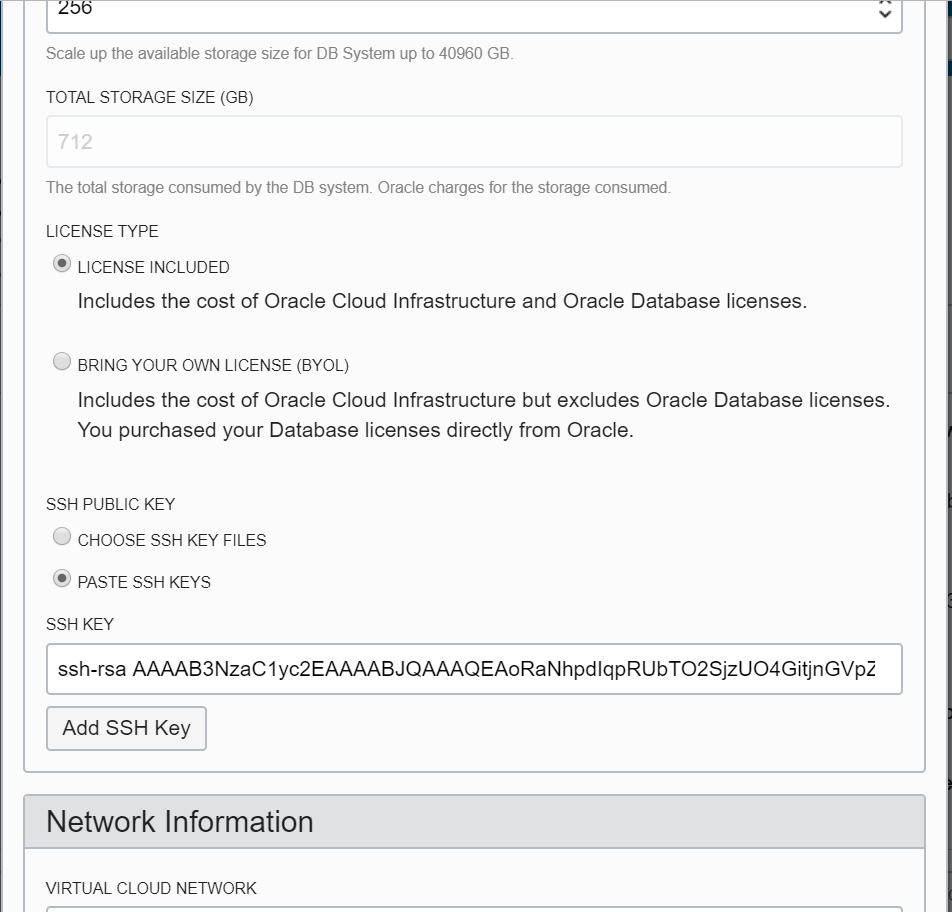 256
Scale up the available storage size for DB System up to 40960 GB.
TOTAL STORAGE SIZE (GB)
712
The total storage consumed by the DB system. Oracle charges for the storage consumed.
LICENSE TYPE
LICENSE INCLUDED
Includes the cost of Oracle Cloud Infrastructure and Oracle Database licenses.
BRING YOUR OWN LICENSE (BYOL)
Includes the cost of Oracle Cloud Infrastructure but excludes Oracle Database licenses.
You purchased your Database licenses directly from Oracle.
SSH PUBLIC KEY
CHOOSE SSH KEY FILES
PASTE SSH KEYS
SSH KEY
ssh-rsa AAAAB3NzaC1yc2EAAAABJQAAAQEAoRaNhpdIqpRUbTO2SjzUO4GitjnGVpZ
Add SSH Key
Network Information
VIRTUAL CLOUD NETWORK